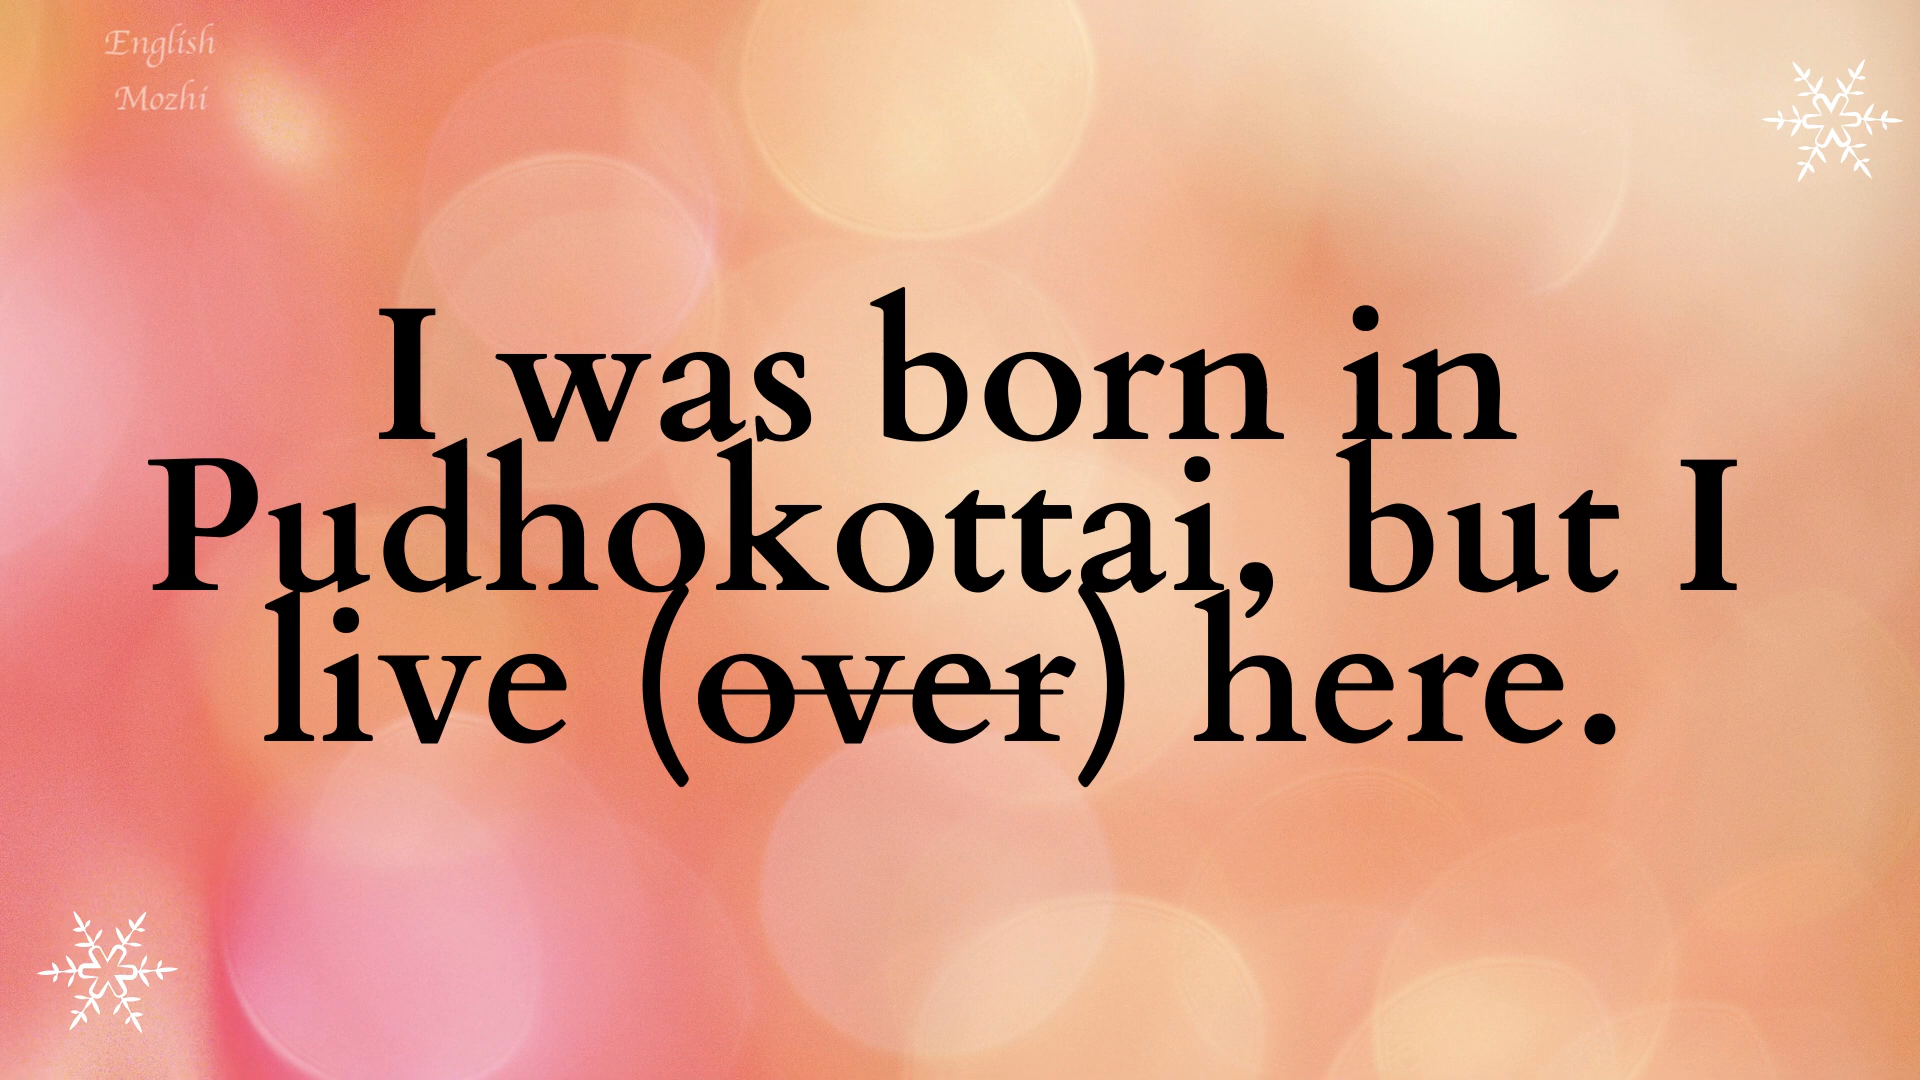 English
Mozhi
I was born in
Pudhokottai, but I
live (over) here.